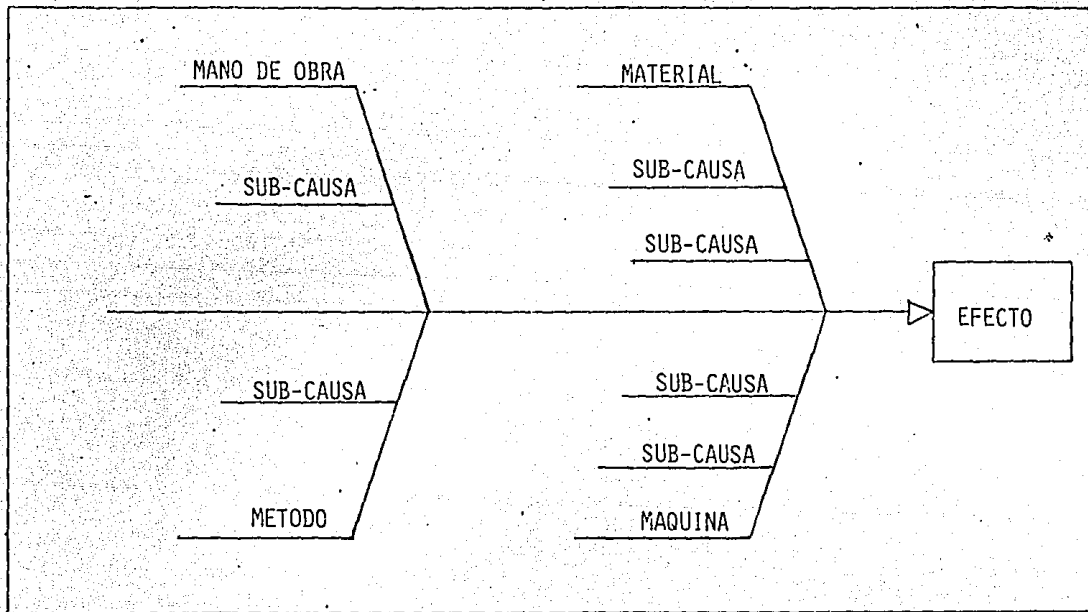 MANO DE OBRA
MATERIAL
SUB-CAUSA
SUB-CAUSA
SUB-CAUSA
EFECTO
SUB-CAUSA
SUB-CAUSA
SUB-CAUSA
METODO
MAQUINA